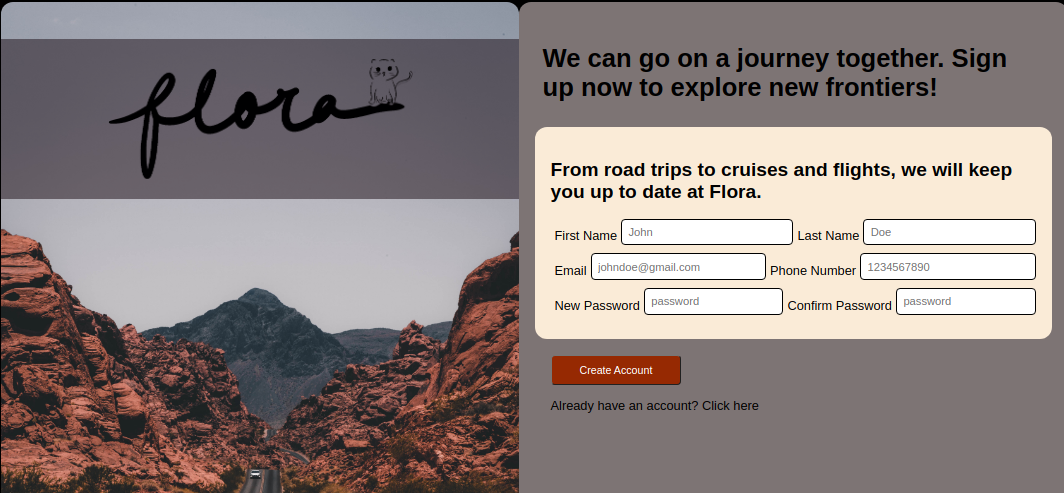 flora
We can go on a journey together. Sign
up now to explore new frontiers!
From road trips to cruises and flights, we will keep
you up to date at Flora.
First Name John Last Name Doe
Email johndoe@gmail.com Phone Number 1234567890
New Password password Confirm Password password
Create Account
Already have an account? Click here